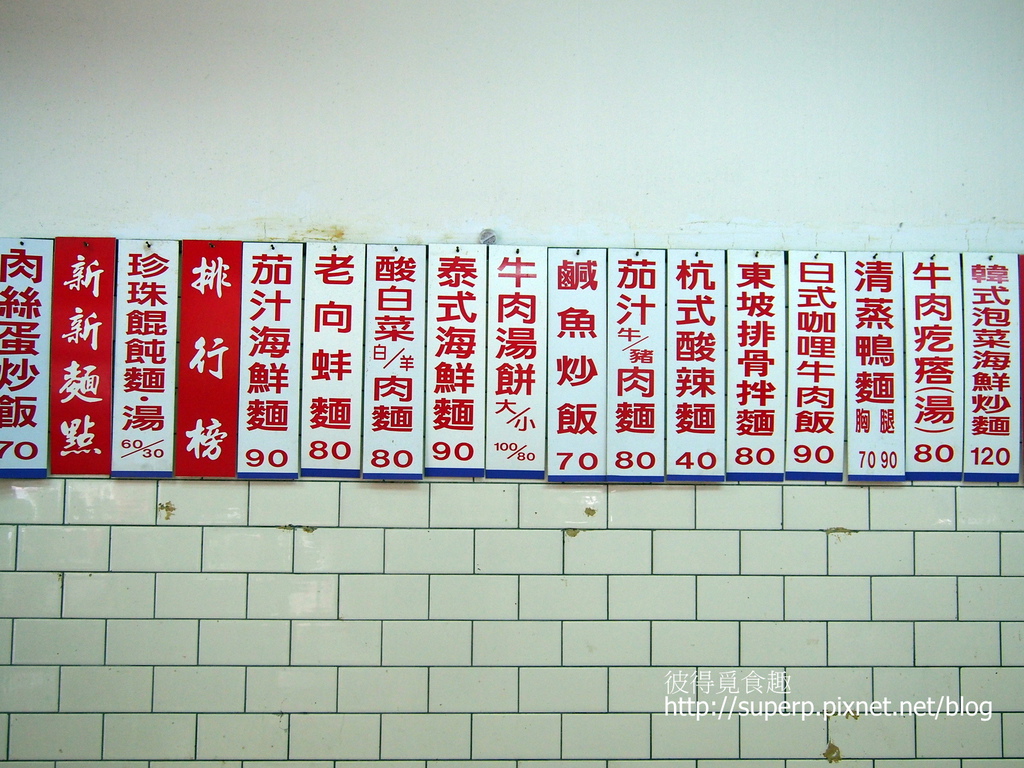 肉絲蛋炒飯
70
新新麵點
珍珠餛飩麵·湯
60/30
排行榜
茄汁海鮮麵
90
老向蚌麵
80
酸白菜白/羊肉麵
80
泰式海鮮麵
90
牛肉湯餅大/小
100/80
鹹魚炒飯
70
茄汁牛/豬肉麵
80
杭式酸辣麵
40
東坡排骨拌麵
80
日式咖哩牛肉飯
90
清蒸鴨麵
胸 腿
70 90
牛肉疙瘩湯)
80
韓式泡菜海鮮炒麵
120
彼得覓食趣
http://superp.pixnet.net/blog